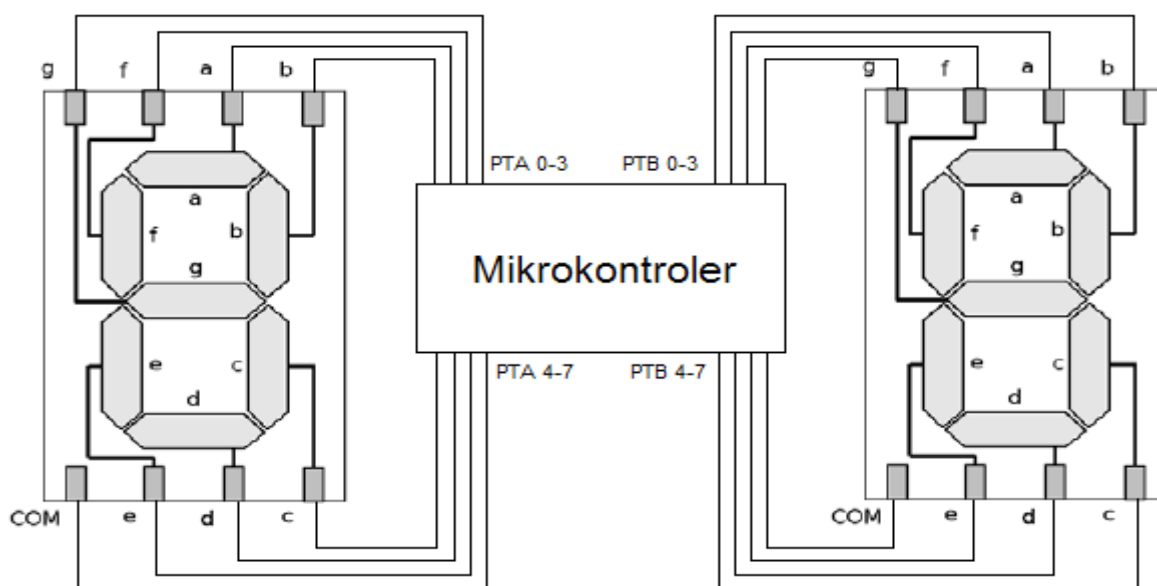 g f a b
g f a b
PTA 0-3 PTB 0-3
a
f b
g
e c
d
Mikrokontroler
a
f b
g
e c
d
PTA 4-7 PTB 4-7
COM e d c
COM e d c